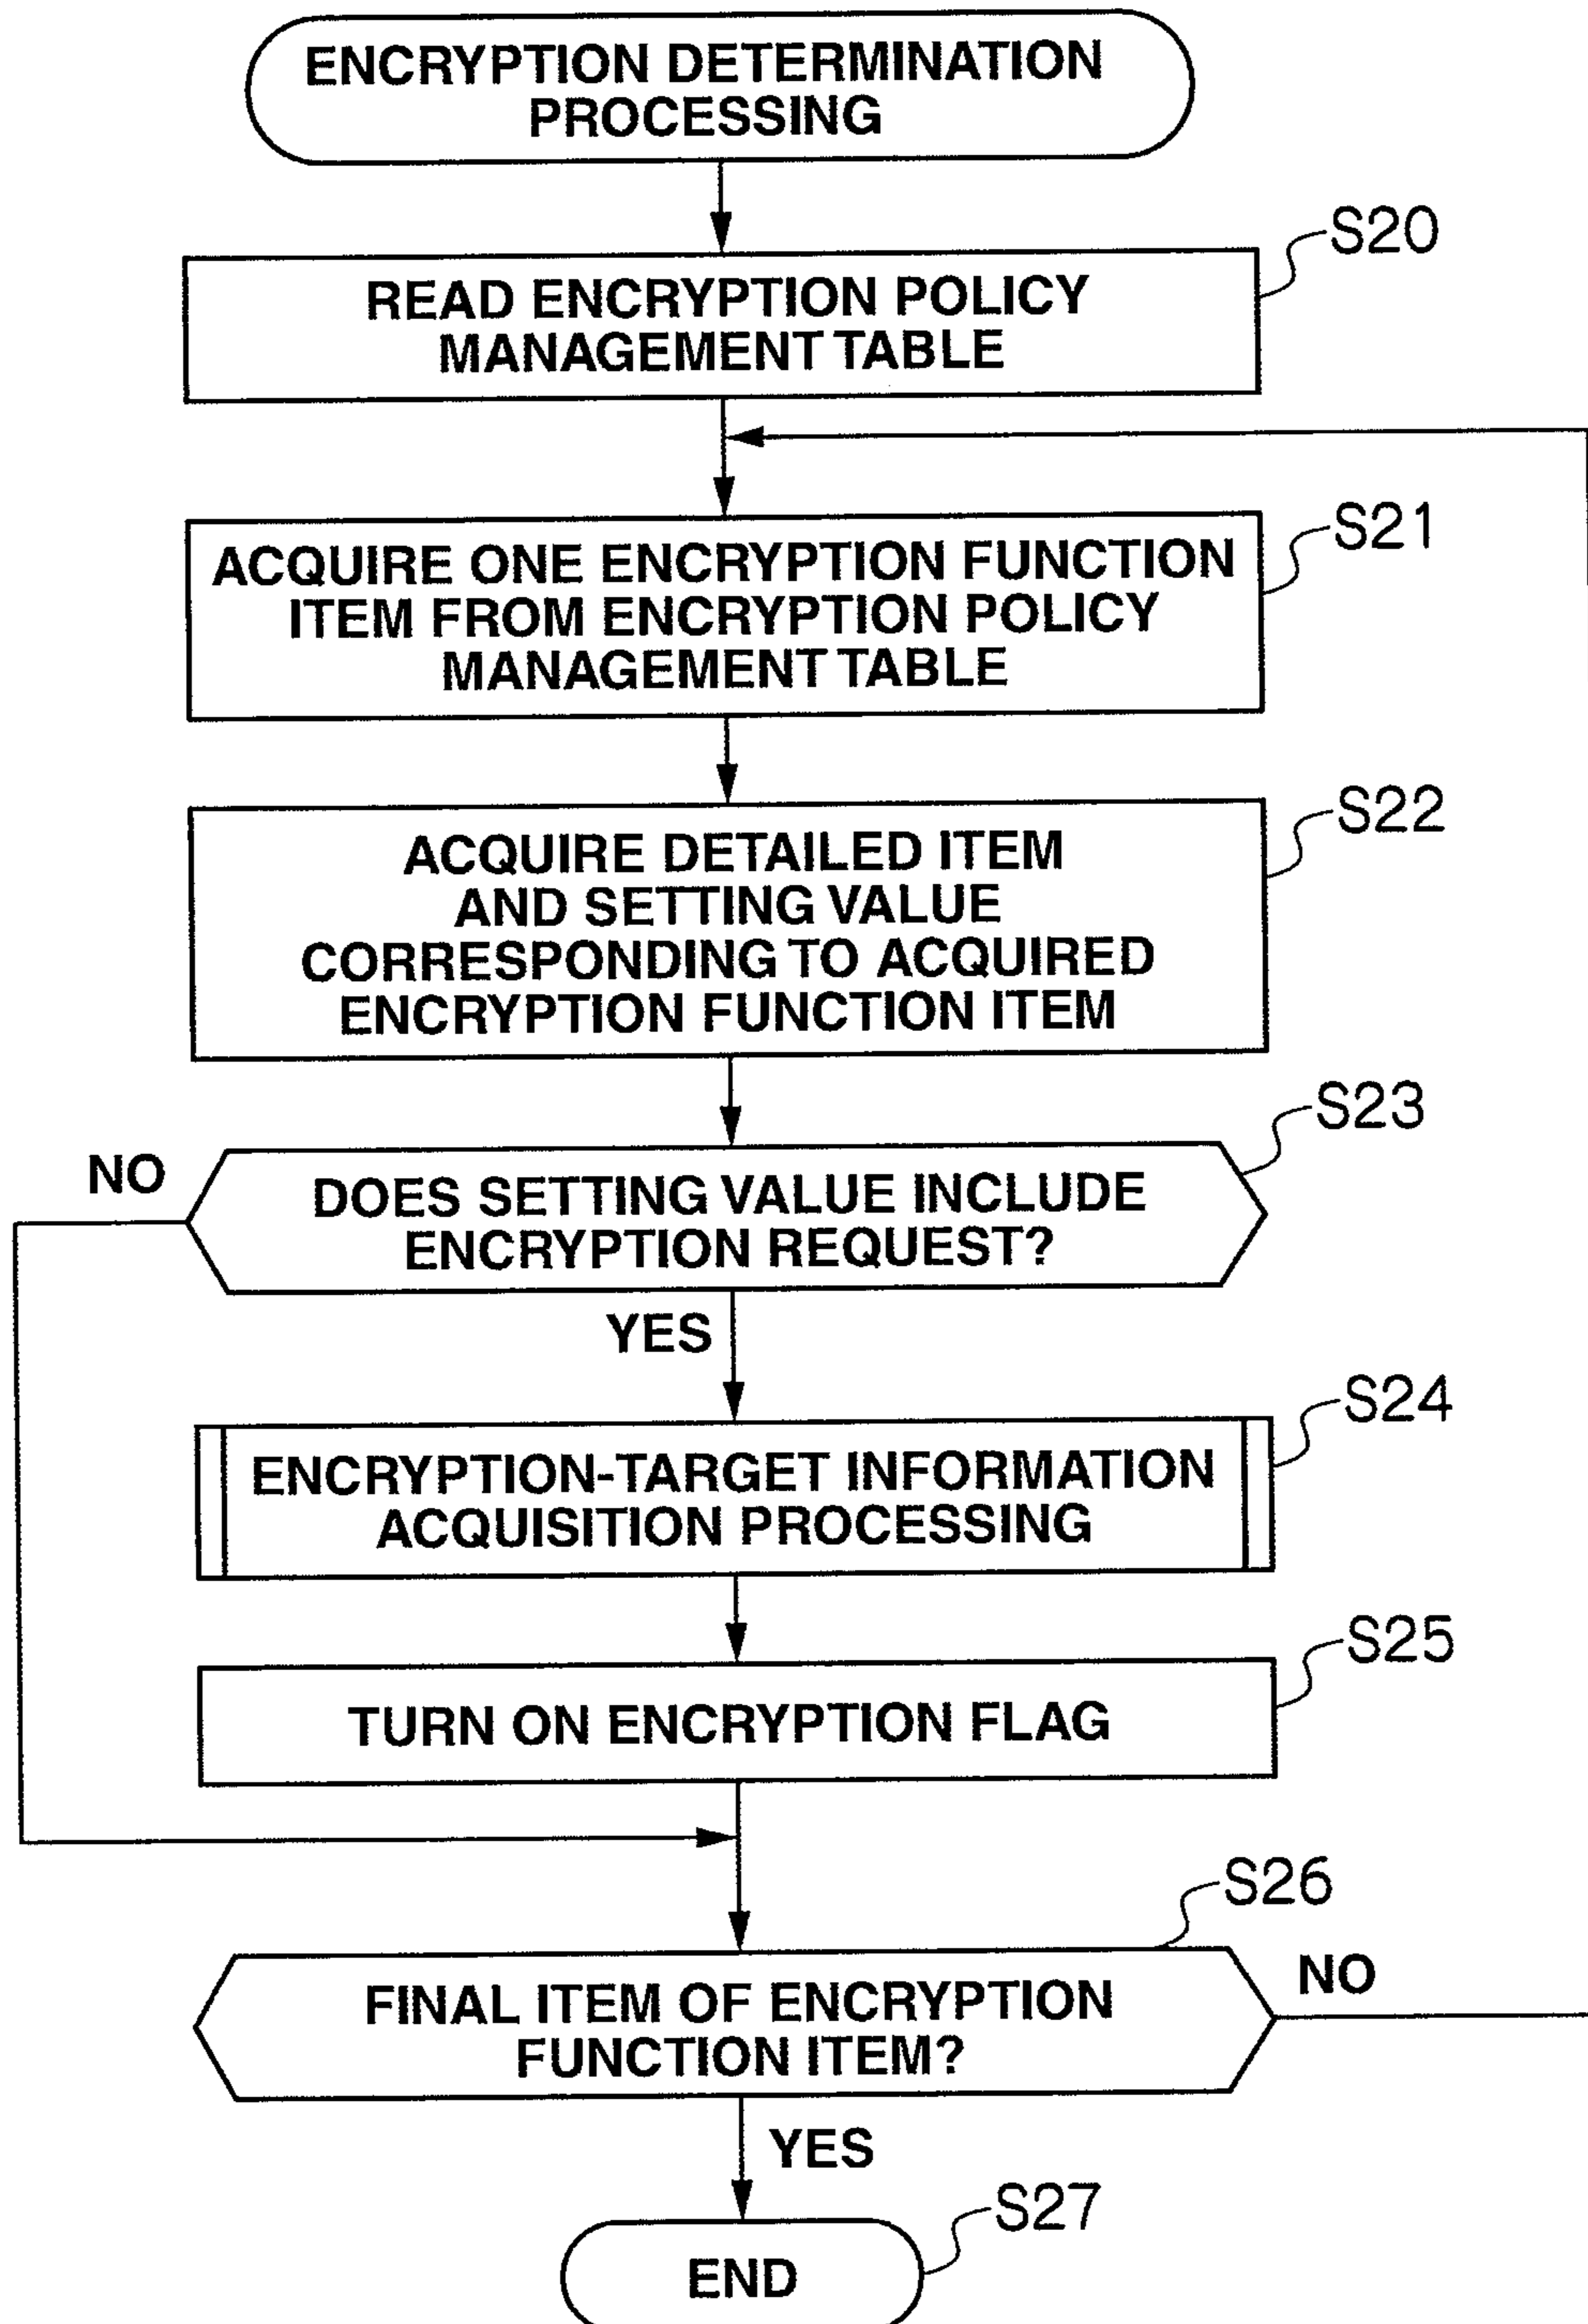 ENCRYPTION DETERMINATION
PROCESSING
S20
READ ENCRYPTION POLICY
MANAGEMENT TABLE
S21
ACQUIRE ONE ENCRYPTION FUNCTION
ITEM FROM ENCRYPTION POLICY
MANAGEMENT TABLE
S22
ACQUIRE DETAILED ITEM
AND SETTING VALUE
CORRESPONDING TO ACQUIRED
ENCRYPTION FUNCTION ITEM
S23
NO
DOES SETTING VALUE INCLUDE
ENCRYPTION REQUEST?
YES
S24
ENCRYPTION-TARGET INFORMATION
ACQUISITION PROCESSING
S25
TURN ON ENCRYPTION FLAG
S26
FINAL ITEM OF ENCRYPTION
FUNCTION ITEM?
NO
YES
S27
END